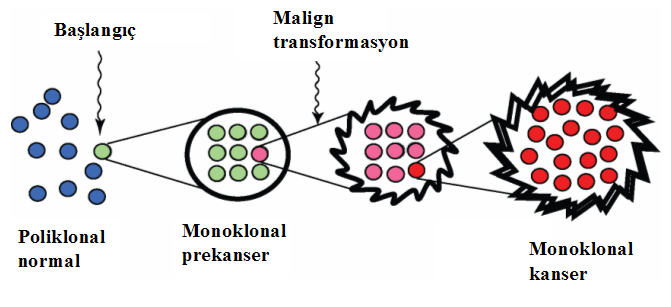 Başlangıç
Malign
transformasyon
Poliklonal
normal
Monoklonal
prekanser
Monoklonal
kanser